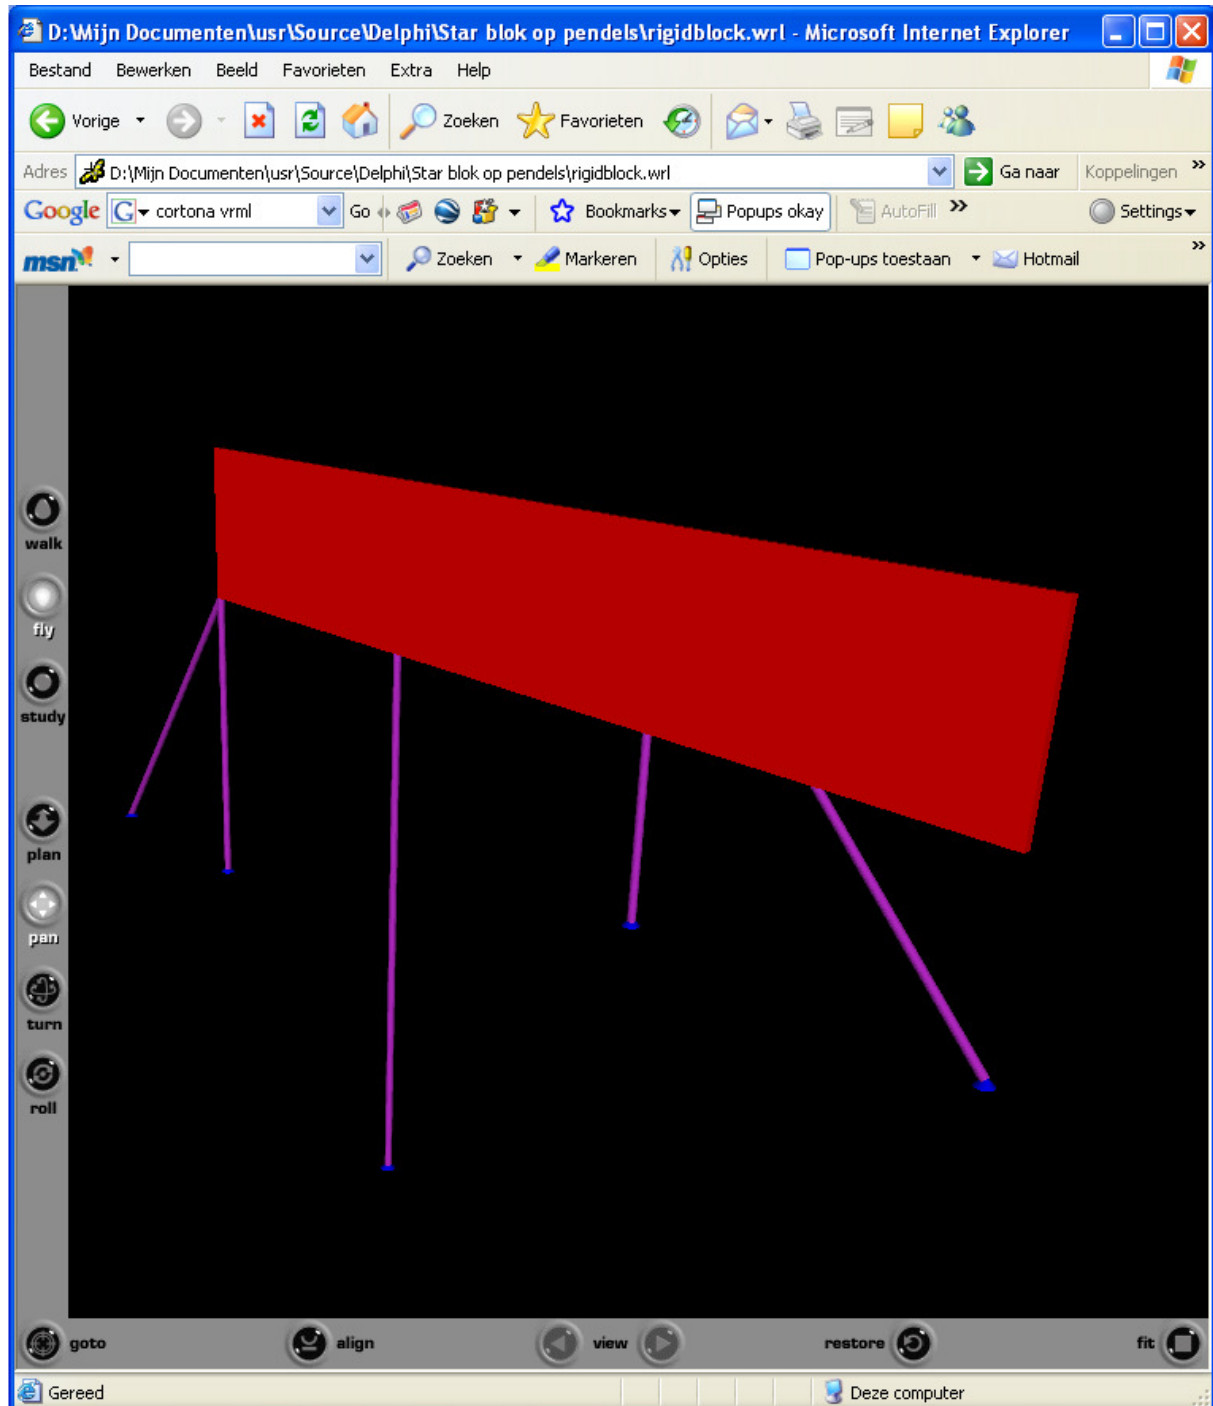 D:\Mijn Documenten\usr\Source\Delphi\Star blok op pendels\rigidblock.wrl - Microsoft Internet Explorer
Bestand Bewerken Beeld Favorieten Extra Help
Vorige Zoeken Favorieten
Adres D:\Mijn Documenten\usr\Source\Delphi\Star blok op pendels\rigidblock.wrl Ga naar Koppelingen »
Google G cortona vrml Go Bookmarks Popups okay AutoFill » Settings
msn Zoeken Markeren Opties Pop-ups toestaan Hotmail »
walk
fly
study
plan
pan
turn
roll
goto align view restore fit
Gereed Deze computer